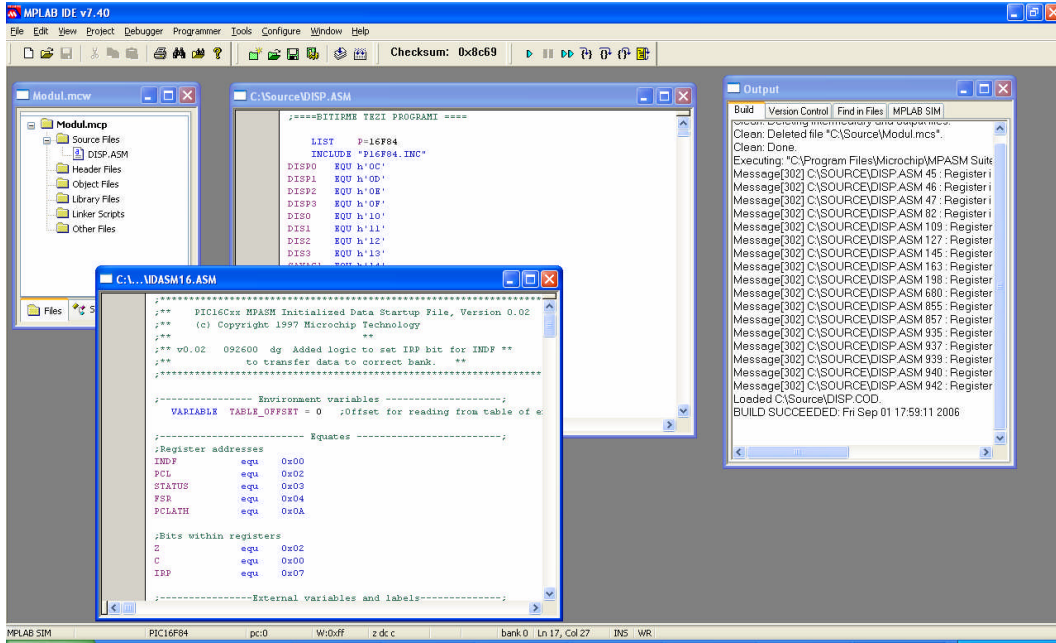 MPLAB IDE v7.40
File Edit View Project Debugger Programmer Tools Configure Window Help
Checksum: 0x8c69
Modul.mcw
Modul.mcp
Source Files
DISP.ASM
Header Files
Object Files
Library Files
Linker Scripts
Other Files
Files
C:\Source\DISP.ASM
;====BITIRME TEZI PROGRAMI ====
LIST P=16F84
INCLUDE "P16F84.INC"
DISP0 EQU h'0C'
DISP1 EQU h'0D'
DISP2 EQU h'0E'
DISP3 EQU h'0F'
DIS0 EQU h'10'
DIS1 EQU h'11'
DIS2 EQU h'12'
DIS3 EQU h'13'
C:\...\IDASM16.ASM
;******************************************************************
;** PIC16Cxx MPASM Initialized Data Startup File, Version 0.02
;** (c) Copyright 1997 Microchip Technology
;** **
;** v0.02 092600 dg Added logic to set IRP bit for INDF **
;** to transfer data to correct bank. **
;******************************************************************
;---------------- Environment variables -------------------;
VARIABLE TABLE_OFFSET = 0 ;Offset for reading from table of
;------------------------- Equates -------------------------;
;Register addresses
INDF equ 0x00
PCL equ 0x02
STATUS equ 0x03
FSR equ 0x04
PCLATH equ 0x0A
;Bits within registers
Z equ 0x02
C equ 0x00
IRP equ 0x07
;----------------External variables and labels--------------;
Output
Build Version Control Find in Files MPLAB SIM
Clean: Deleting intermediary and output files.
Clean: Deleted file "C:\Source\Modul.mcs".
Clean: Done.
Executing: "C:\Program Files\Microchip\MPASM Suite
Message[302] C:\SOURCE\DISP.ASM 45 : Register i
Message[302] C:\SOURCE\DISP.ASM 46 : Register i
Message[302] C:\SOURCE\DISP.ASM 47 : Register i
Message[302] C:\SOURCE\DISP.ASM 82 : Register i
Message[302] C:\SOURCE\DISP.ASM 109 : Register
Message[302] C:\SOURCE\DISP.ASM 127 : Register
Message[302] C:\SOURCE\DISP.ASM 145 : Register
Message[302] C:\SOURCE\DISP.ASM 163 : Register
Message[302] C:\SOURCE\DISP.ASM 198 : Register
Message[302] C:\SOURCE\DISP.ASM 680 : Register
Message[302] C:\SOURCE\DISP.ASM 855 : Register
Message[302] C:\SOURCE\DISP.ASM 857 : Register
Message[302] C:\SOURCE\DISP.ASM 935 : Register
Message[302] C:\SOURCE\DISP.ASM 937 : Register
Message[302] C:\SOURCE\DISP.ASM 939 : Register
Message[302] C:\SOURCE\DISP.ASM 940 : Register
Message[302] C:\SOURCE\DISP.ASM 942 : Register
Loaded C:\Source\DISP.COD.
BUILD SUCCEEDED: Fri Sep 01 17:59:11 2006
MPLAB SIM PIC16F84 pc:0 W:0xff z dc c bank 0 Ln 17, Col 27 INS WR